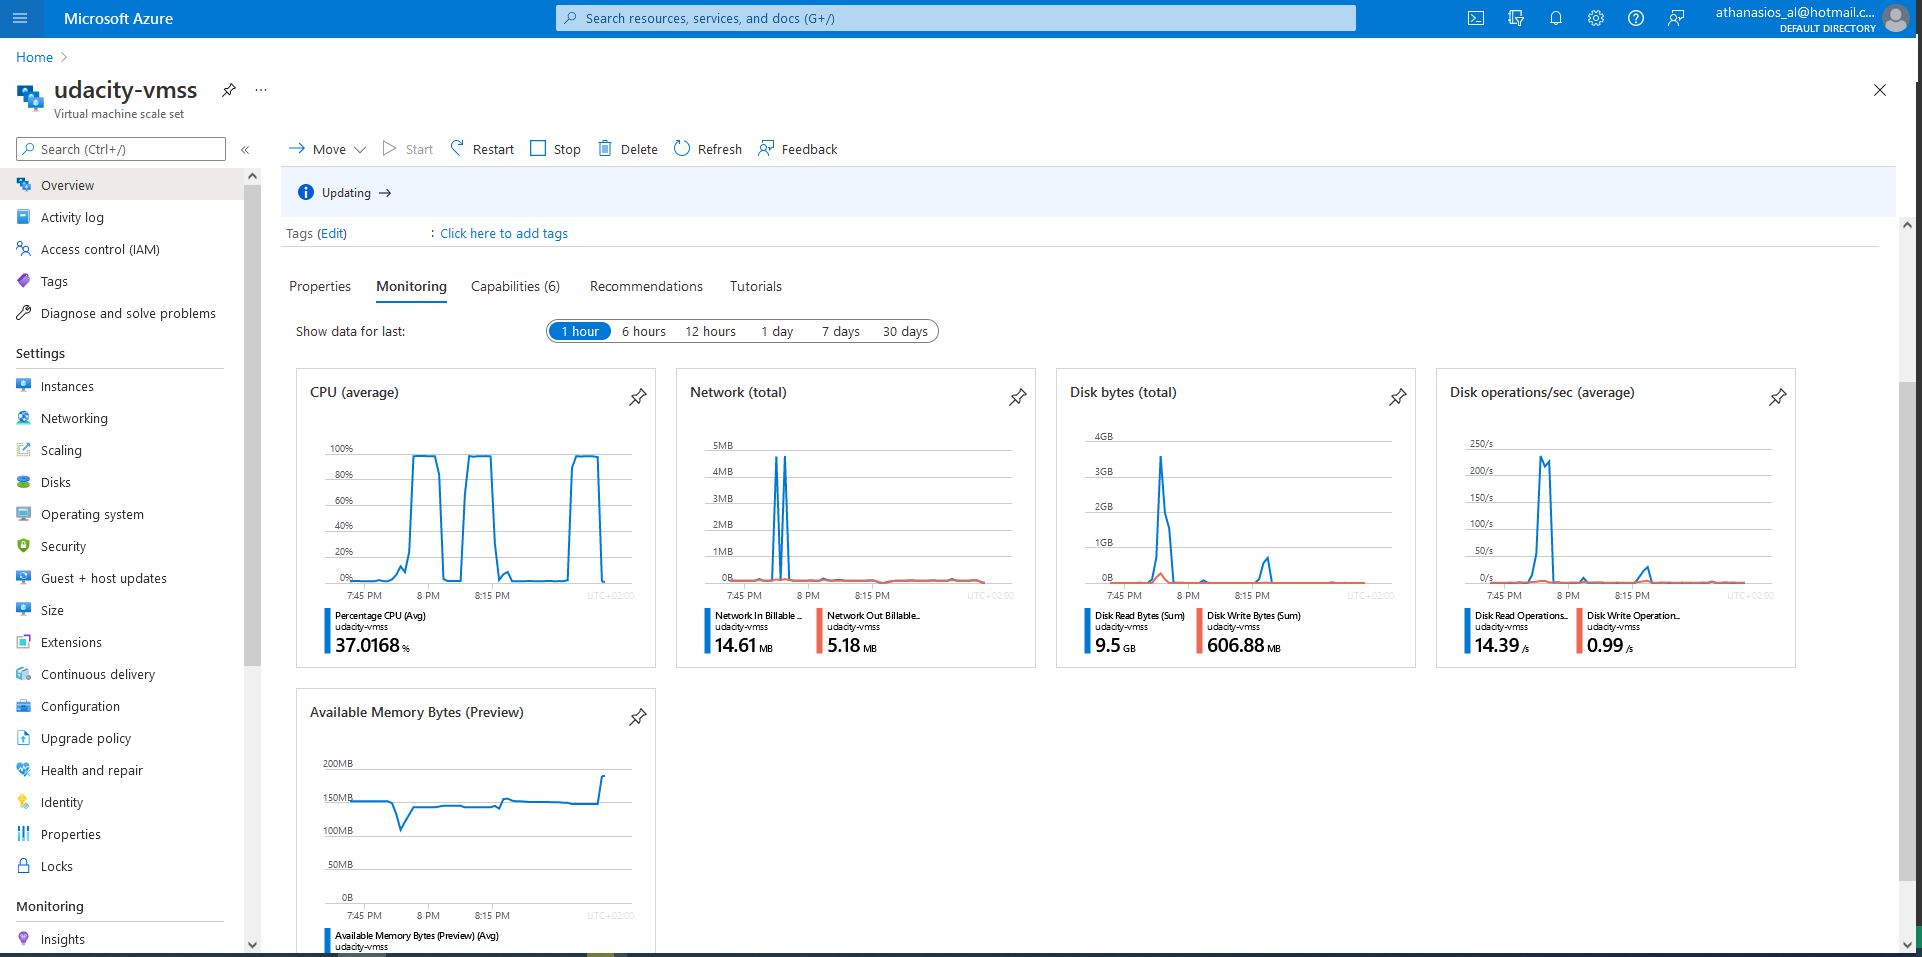 Microsoft Azure
Search resources, services, and docs (G+/)
athanasios_al@hotmail.c...
DEFAULT DIRECTORY
Home
udacity-vmss
...
Virtual machine scale set
Search (Ctrl+/)
«
Move
Start
Restart
Stop
Delete
Refresh
Feedback
Updating →
Tags (Edit) : Click here to add tags
Overview
Activity log
Access control (IAM)
Tags
Diagnose and solve problems
Settings
Instances
Networking
Scaling
Disks
Operating system
Security
Guest + host updates
Size
Extensions
Continuous delivery
Configuration
Upgrade policy
Health and repair
Identity
Properties
Locks
Monitoring
Insights
Properties Monitoring Capabilities (6) Recommendations Tutorials
Show data for last: 1 hour 6 hours 12 hours 1 day 7 days 30 days
CPU (average)
100%
80%
60%
40%
20%
0%
7:45 PM 8 PM 8:15 PM UTC+02:00
Percentage CPU (Avg)
udacity-vmss
37.0168 %
Network (total)
5MB
4MB
3MB
2MB
1MB
0B
7:45 PM 8 PM 8:15 PM UTC+02:00
Network In Billable ...
udacity-vmss
14.61 MB
Network Out Billable...
udacity-vmss
5.18 MB
Disk bytes (total)
4GB
3GB
2GB
1GB
0B
7:45 PM 8 PM 8:15 PM UTC+02:00
Disk Read Bytes (Sum)
udacity-vmss
9.5 GB
Disk Write Bytes (Sum)
udacity-vmss
606.88 MB
Disk operations/sec (average)
250/s
200/s
150/s
100/s
50/s
0/s
7:45 PM 8 PM 8:15 PM UTC+02:00
Disk Read Operations...
udacity-vmss
14.39 /s
Disk Write Operation...
udacity-vmss
0.99 /s
Available Memory Bytes (Preview)
200MB
150MB
100MB
50MB
0B
7:45 PM 8 PM 8:15 PM UTC+02:00
Available Memory Bytes (Preview) (Avg)
udacity-vmss